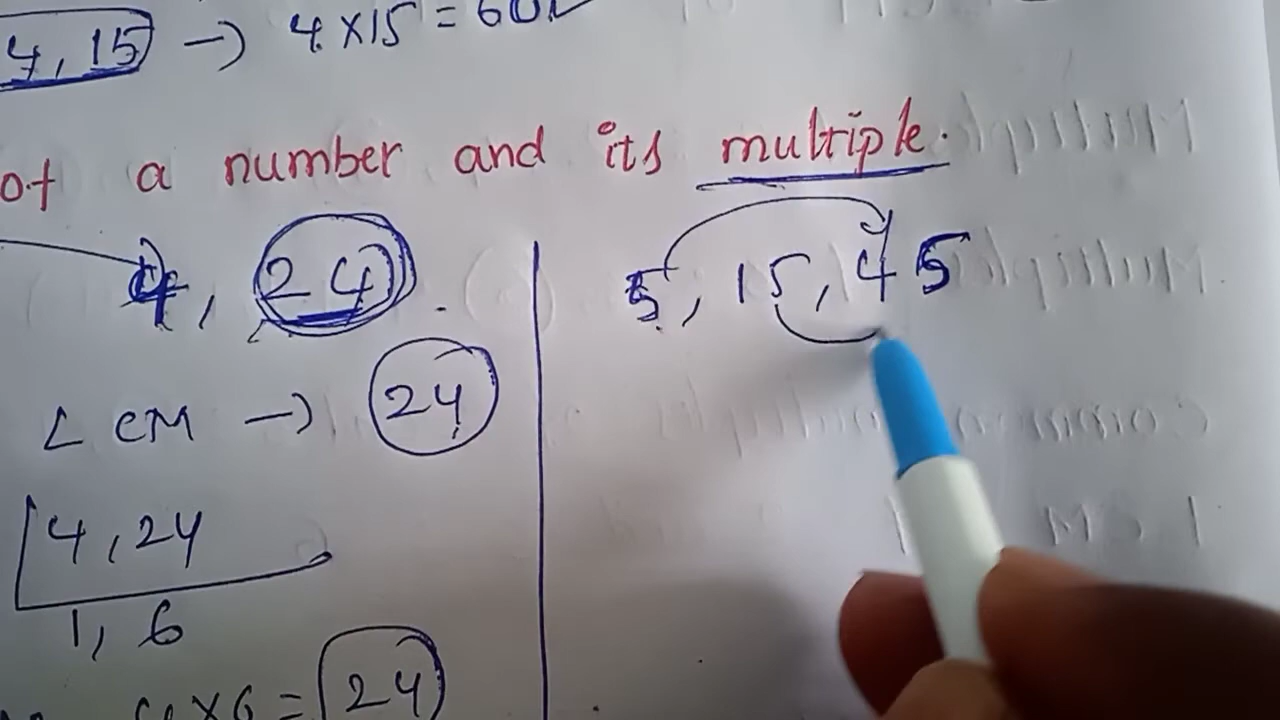 4, 15 → 4 × 15 = 60
of a number and its multiple.
4, 24.
5, 15, 45
LCM → 24
4, 24
1, 6
4 × 6 = 24